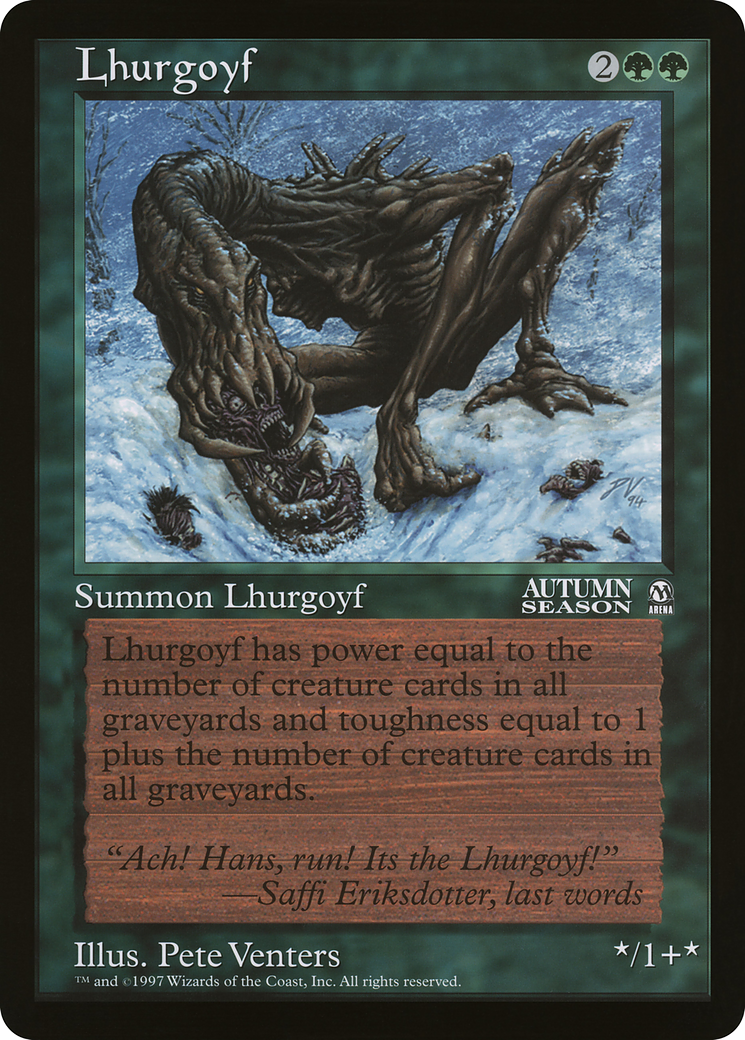 Lhurgoyf 2
PV
94
Summon Lhurgoyf
AUTUMN
SEASON
ARENA
Lhurgoyf has power equal to the
number of creature cards in all
graveyards and toughness equal to 1
plus the number of creature cards in
all graveyards.
“Ach! Hans, run! Its the Lhurgoyf!”
—Saffi Eriksdotter, last words
Illus. Pete Venters
*/1+*
™ and ©1997 Wizards of the Coast, Inc. All rights reserved.